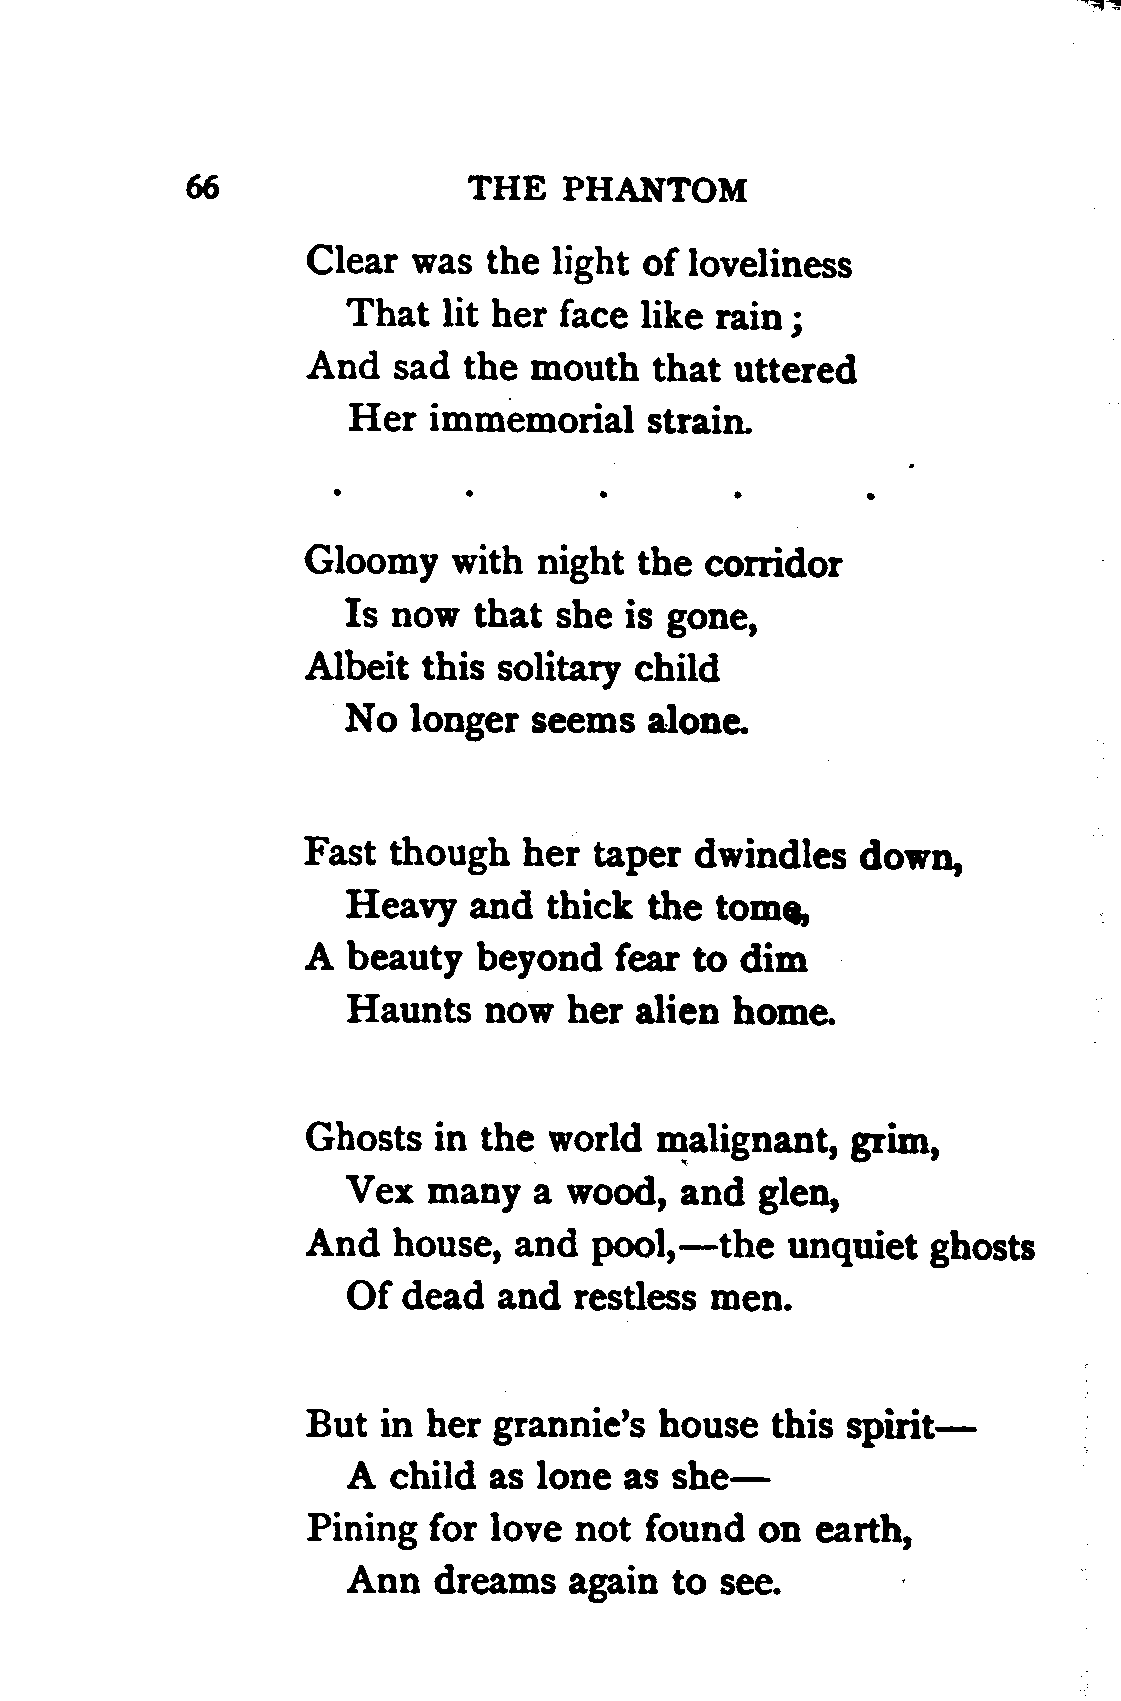 66 THE PHANTOM
Clear was the light of loveliness
That lit her face like rain;
And sad the mouth that uttered
Her immemorial strain.
. . . . .
Gloomy with night the corridor
Is now that she is gone,
Albeit this solitary child
No longer seems alone.
Fast though her taper dwindles down,
Heavy and thick the tome,
A beauty beyond fear to dim
Haunts now her alien home.
Ghosts in the world malignant, grim,
Vex many a wood, and glen,
And house, and pool,—the unquiet ghosts
Of dead and restless men.
But in her grannie's house this spirit—
A child as lone as she—
Pining for love not found on earth,
Ann dreams again to see.